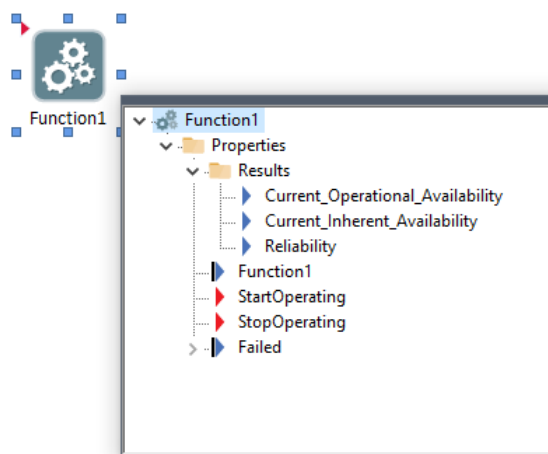 Function1
Function1
Properties
Results
Current_Operational_Availability
Current_Inherent_Availability
Reliability
Function1
StartOperating
StopOperating
Failed